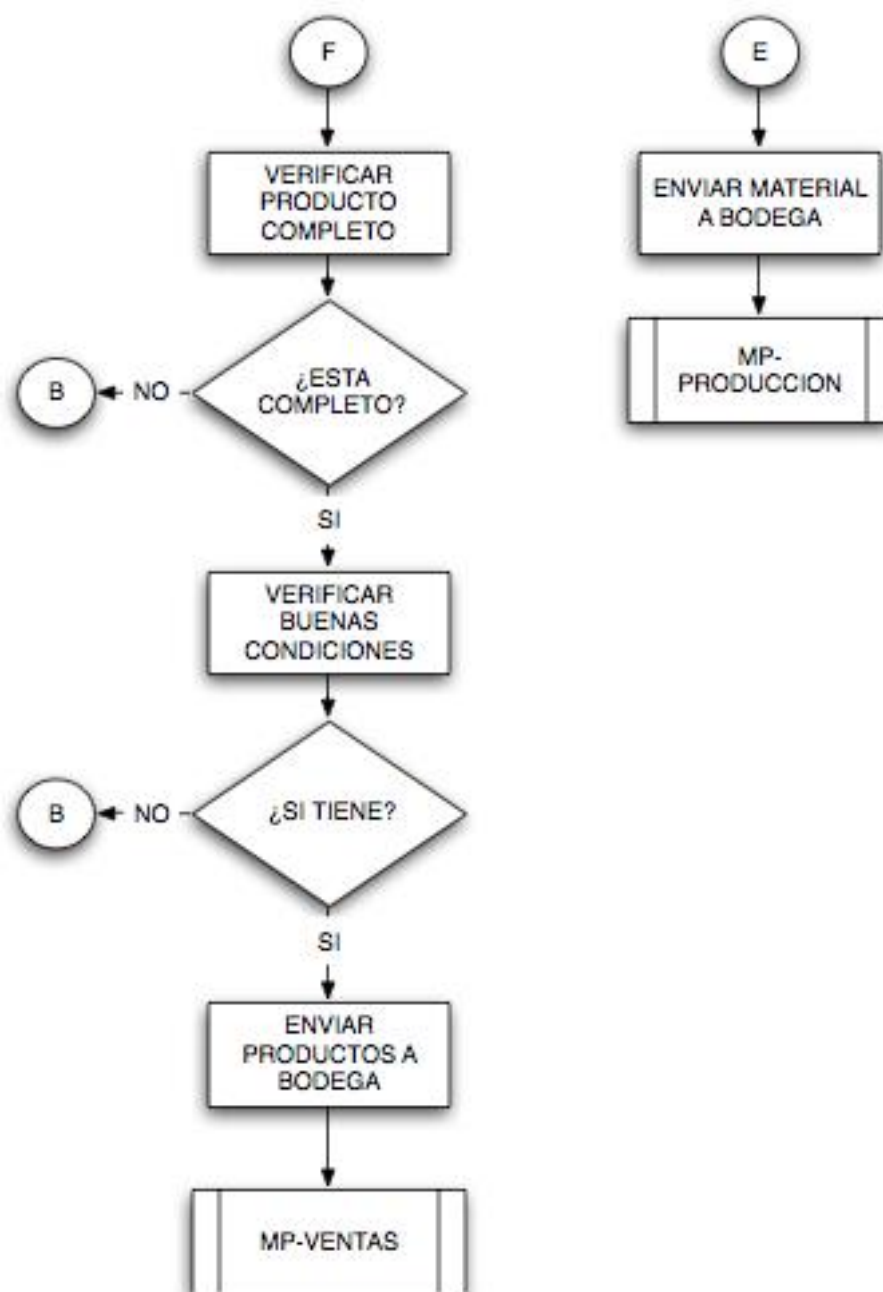 F
VERIFICAR
PRODUCTO
COMPLETO
¿ESTA
COMPLETO?
NO
B
SI
VERIFICAR
BUENAS
CONDICIONES
¿SI TIENE?
NO
B
SI
ENVIAR
PRODUCTOS A
BODEGA
MP-VENTAS
E
ENVIAR MATERIAL
A BODEGA
MP-
PRODUCCION